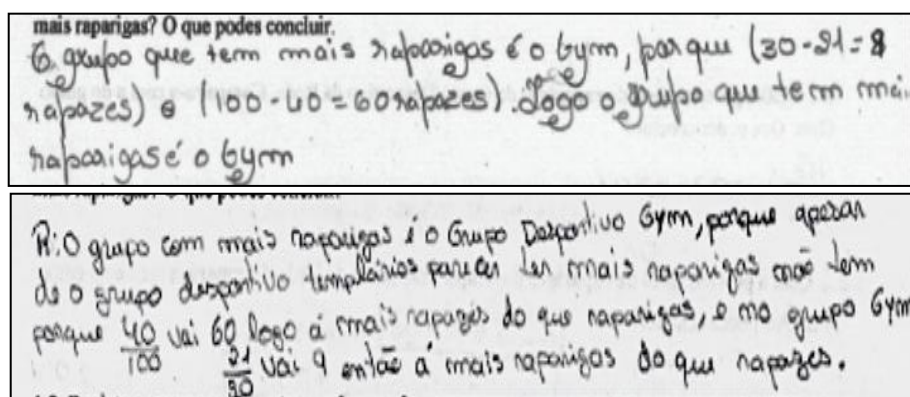 mais raparigas? O que podes concluir.
O grupo que tem mais raparigas é o Gym, porque (30-21=9
rapazes) e (100-40=60 rapazes). Logo o grupo que tem mai
raparigas é o Gym
R: O grupo com mais raparigas é o Grupo Desportivo Gym, porque apesar
de o grupo desportivo templários parecer ter mais raparigas não tem
porque 40/100 vai 60 logo á mais rapazes do que raparigas, e no grupo Gym
21/30 vai 9 então á mais raparigas do que rapazes.